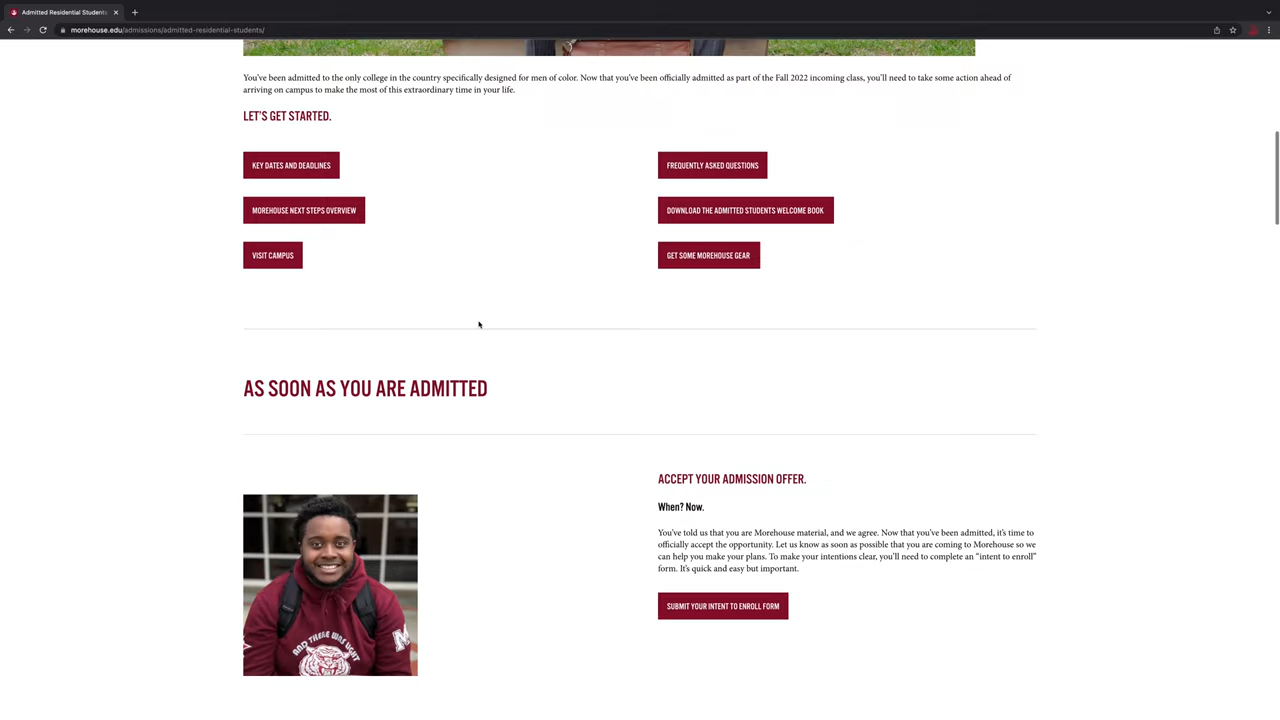 Admitted Residential Students
morehouse.edu/admissions/admitted-residential-students/
You've been admitted to the only college in the country specifically designed for men of color. Now that you've been officially admitted as part of the Fall 2022 incoming class, you'll need to take some action ahead of
arriving on campus to make the most of this extraordinary time in your life.
LET'S GET STARTED.
KEY DATES AND DEADLINES
FREQUENTLY ASKED QUESTIONS
MOREHOUSE NEXT STEPS OVERVIEW
DOWNLOAD THE ADMITTED STUDENTS WELCOME BOOK
VISIT CAMPUS
GET SOME MOREHOUSE GEAR
AS SOON AS YOU ARE ADMITTED
ACCEPT YOUR ADMISSION OFFER.
When? Now.
You've told us that you are Morehouse material, and we agree. Now that you've been admitted, it's time to
officially accept the opportunity. Let us know as soon as possible that you are coming to Morehouse so we
can help you make your plans. To make your intentions clear, you'll need to complete an "intent to enroll"
form. It's quick and easy but important.
SUBMIT YOUR INTENT TO ENROLL FORM
AND THERE WAS LIGHT
M